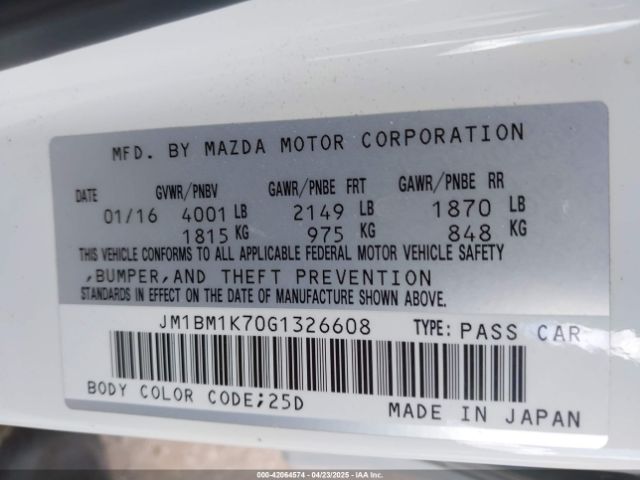 MFD. BY MAZDA MOTOR CORPORATION
DATE GVWR/PNBV GAWR/PNBE FRT GAWR/PNBE RR
01/16 4001 LB 2149 LB 1870 LB
1815 KG 975 KG 848 KG
THIS VEHICLE CONFORMS TO ALL APPLICABLE FEDERAL MOTOR VEHICLE SAFETY
,BUMPER,AND THEFT PREVENTION
STANDARDS IN EFFECT ON THE DATE OF MANUFACTURE SHOWN ABOVE.
JM1BM1K70G1326608 TYPE: PASS CAR
BODY COLOR CODE;25D
MADE IN JAPAN
000-42064574 | 04/23/2025 - IAA Inc.